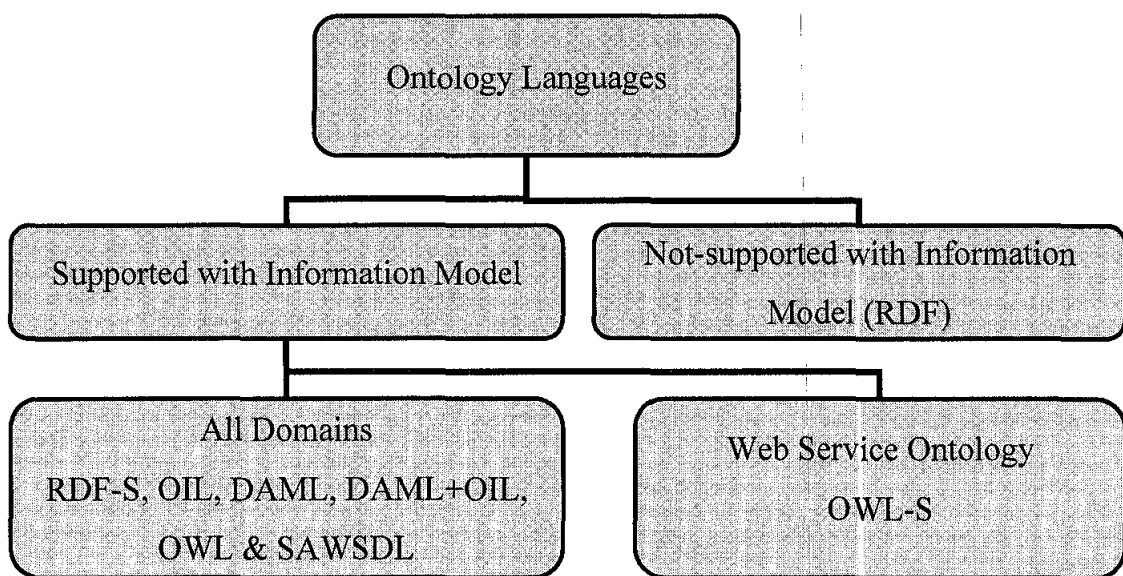 Ontology Languages
Supported with Information Model
Not-supported with Information
Model (RDF)
All Domains
RDF-S, OIL, DAML, DAML+OIL,
OWL & SAWSDL
Web Service Ontology
OWL-S